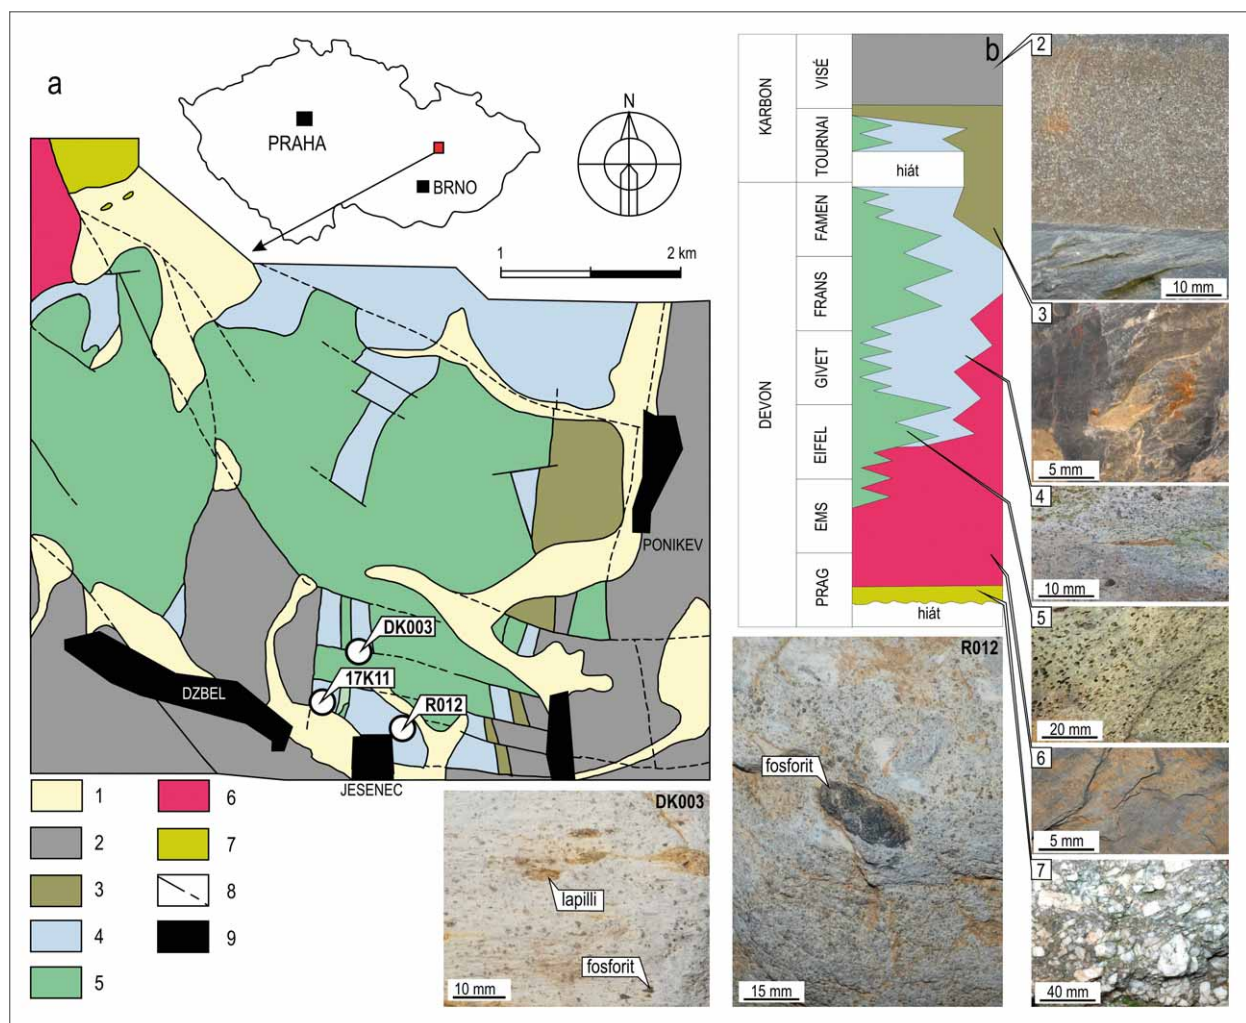 a
PRAHA
BRNO
N
1
2 km
DK003
17K11
R012
DZBEL
JESENEC
PONIKEV
1
2
3
4
5
6
7
8
9
DK003
lapilli
fosforit
10 mm
b
KARBON
DEVON
VISÉ
TOURNAI
FAMEN
FRANS
GIVET
EIFEL
EMS
PRAG
hiát
hiát
R012
fosforit
15 mm
2
10 mm
3
5 mm
4
10 mm
5
20 mm
6
5 mm
7
40 mm